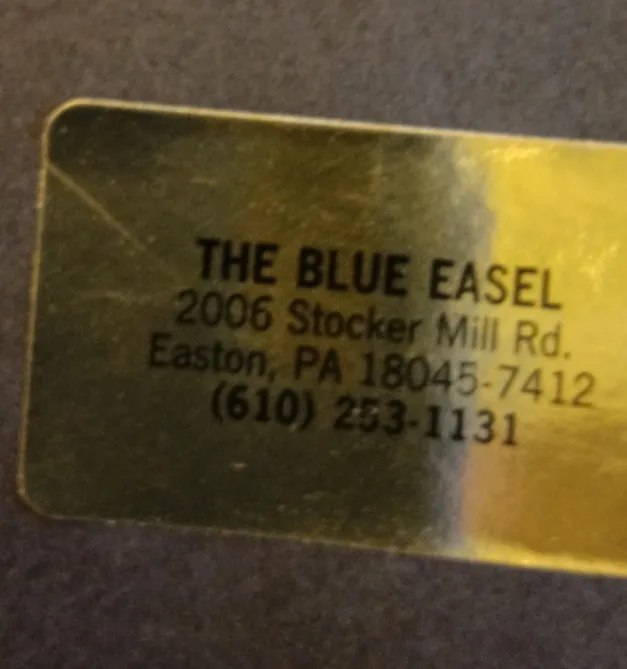 THE BLUE EASEL
2006 Stocker Mill Rd.
Easton, PA 18045-7412
(610) 253-1131